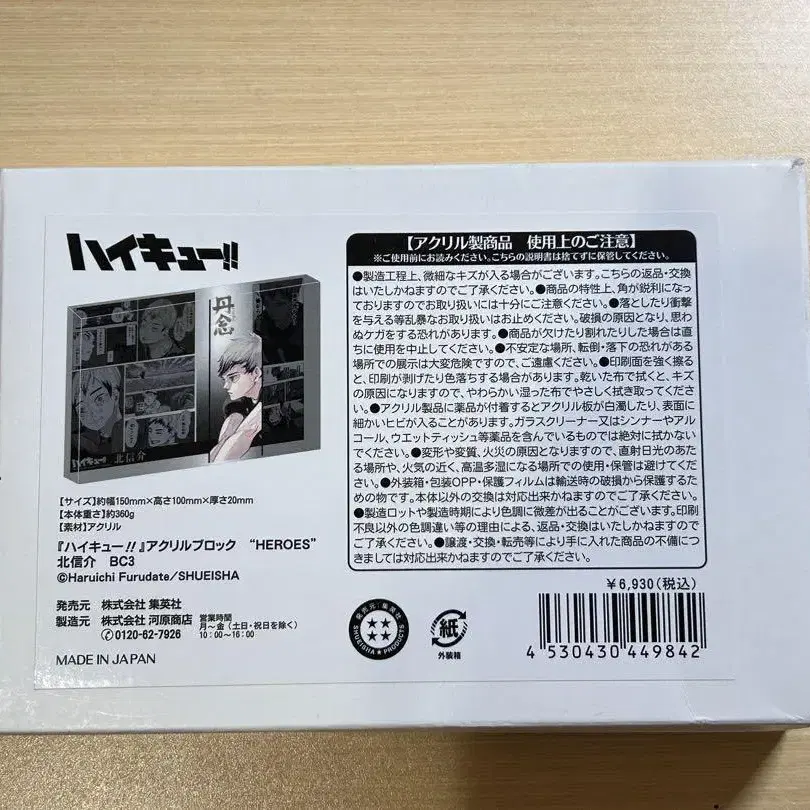 ハイキュー!!
丹念
ハイキュー!!
北信介
【サイズ】約幅150mm×高さ100mm×厚さ20mm
【本体重さ】約360g
【素材】アクリル
『ハイキュー!!』アクリルブロック “HEROES”
北信介 BC3
©Haruichi Furudate/SHUEISHA
発売元 株式会社 集英社
製造元 株式会社 河原商店
0120-62-7926
営業時間
月~金(土日・祝日を除く)
10:00~16:00
MADE IN JAPAN
【アクリル製商品 使用上のご注意】
※ご使用前にお読みください。こちらの説明書は捨てずに保管してください。
●製造工程上、微細なキズが入る場合がございます。こちらの返品・交換
はいたしかねますのでご了承ください。●商品の特性上、角が鋭利になっ
ておりますのでお取り扱いには十分にご注意ください。●落としたり衝撃
を与える等乱暴なお取り扱いはお止めください。破損の原因となり、思わ
ぬケガをする恐れがあります。●商品が欠けたり割れたりした場合は直
ちに使用を中止してください。●不安定な場所、転倒・落下の恐れがある
場所での展示は大変危険ですので、ご遠慮ください。●印刷面を強く擦る
と、印刷が剥げたり色落ちする場合があります。乾いた布で拭くと、キズ
の原因になりますので、やわらかい湿った布でやさしく拭き取ってくださ
い。●アクリル製品に薬品が付着するとアクリル板が白濁したり、表面に
細かいヒビが入ることがあります。ガラスクリーナー又はシンナーやアル
コール、ウエットティッシュ等薬品を含んでいるものでは絶対に拭かない
でください。●変形や変質、火災の原因となりますので、直射日光のあた
る場所や、火気の近く、高温多湿になる場所での使用・保管は避けてくだ
さい。●外装箱・包装OPP・保護フィルムは輸送時の破損から保護するた
めの物です。本体以外の交換は対応出来かねますのでご了承ください。
●製造ロットや製造時期により色調に微差が出ることがございます。印刷
不良以外の色調違い等の理由による、返品・交換はいたしかねますので
ご了承ください。●譲渡・交換・転売等により手に入れた商品の不備につ
きましては対応出来かねますのでご了承ください。
¥6,930(税込)
発売元:集英社
SHUEISHA PRODUCTS
紙
外装箱
4 530430 449842